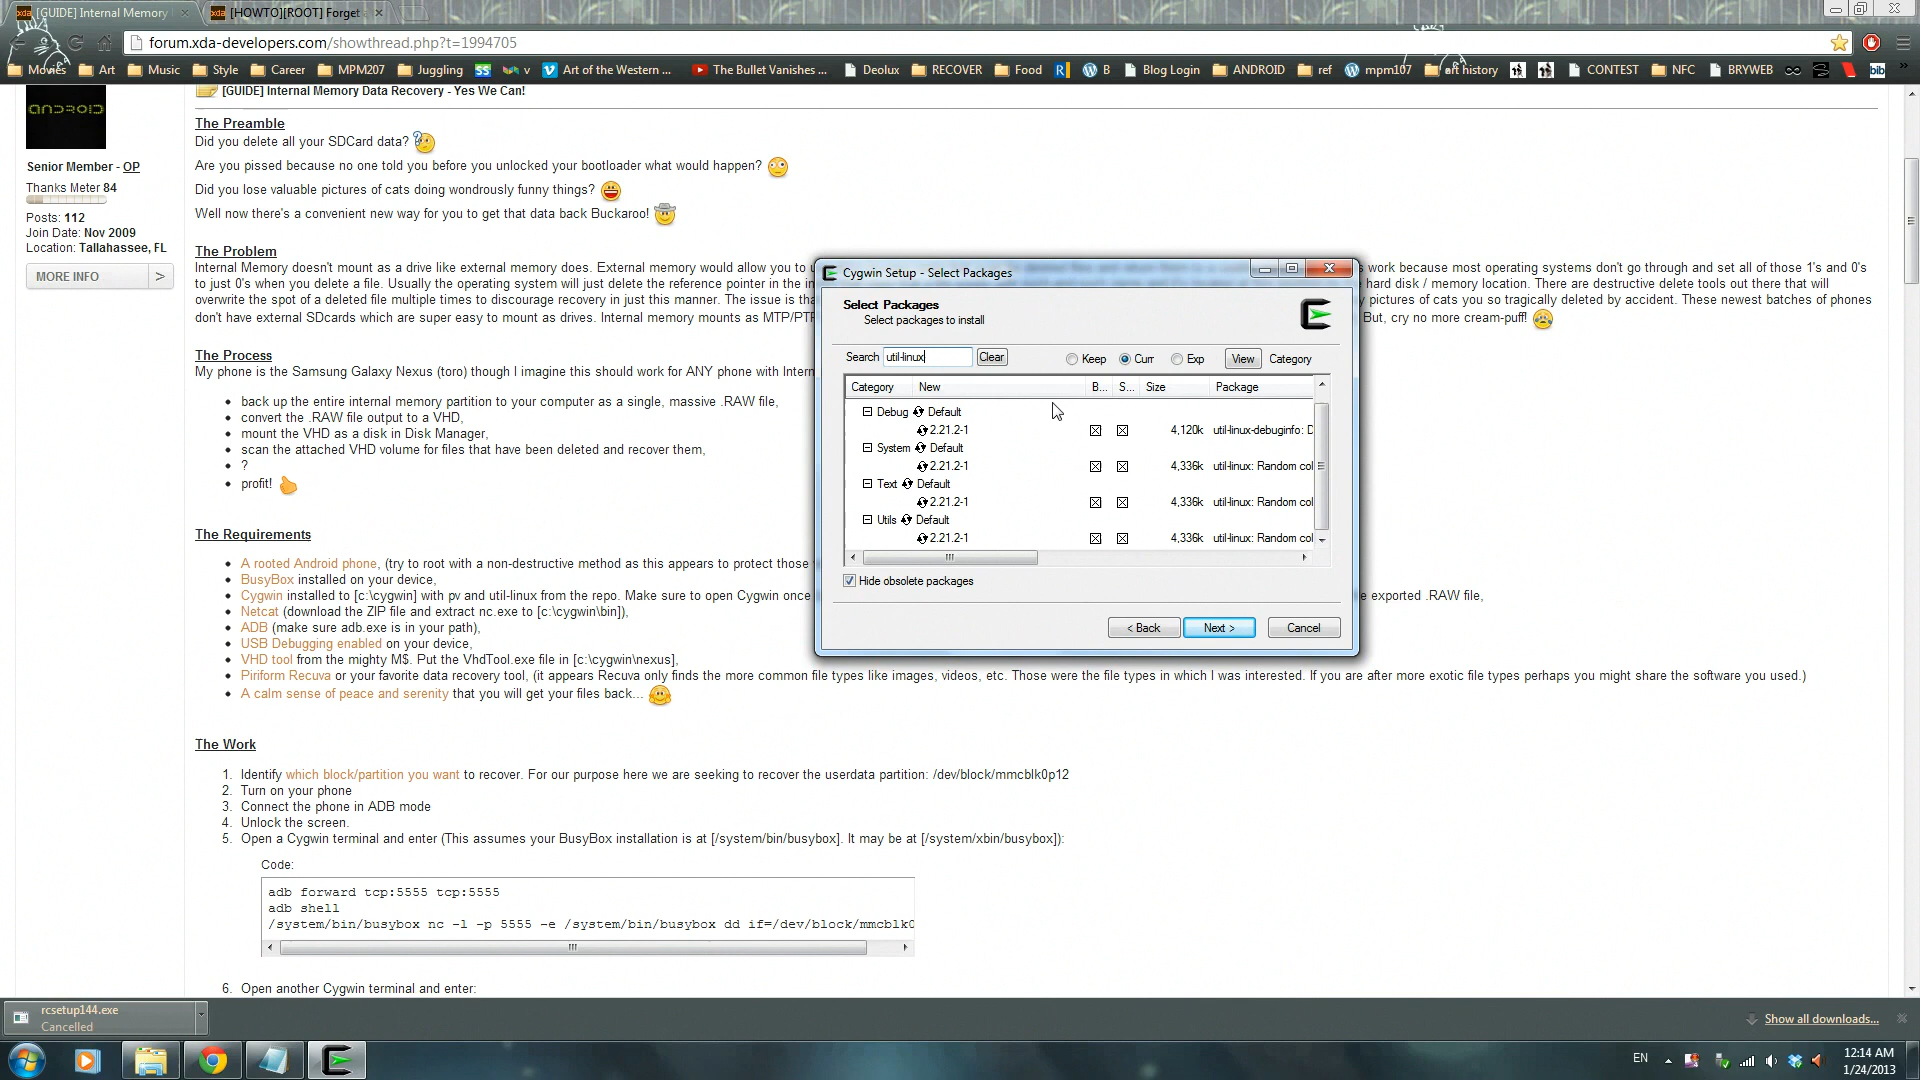 [GUIDE] Internal Memory
[HOWTO][ROOT] Forget
forum.xda-developers.com/showthread.php?t=1994705
Movies Art Music Style Career MPM207 Juggling v Art of the Western ... The Bullet Vanishes ... Deolux RECOVER Food B Blog Login ANDROID ref mpm107 art history CONTEST NFC BRYWEB bib
[GUIDE] Internal Memory Data Recovery - Yes We Can!
ANDROID
Senior Member - OP
Thanks Meter 84
Posts: 112
Join Date: Nov 2009
Location: Tallahassee, FL
MORE INFO >
The Preamble
Did you delete all your SDCard data?
Are you pissed because no one told you before you unlocked your bootloader what would happen?
Did you lose valuable pictures of cats doing wondrously funny things?
Well now there's a convenient new way for you to get that data back Buckaroo!
The Problem
Internal Memory doesn't mount as a drive like external memory does. External memory would allow you to u
work because most operating systems don't go through and set all of those 1's and 0's
to just 0's when you delete a file. Usually the operating system will just delete the reference pointer in the in
hard disk / memory location. There are destructive delete tools out there that will
overwrite the spot of a deleted file multiple times to discourage recovery in just this manner. The issue is tha
pictures of cats you so tragically deleted by accident. These newest batches of phones
don't have external SDcards which are super easy to mount as drives. Internal memory mounts as MTP/PTP
But, cry no more cream-puff!
The Process
My phone is the Samsung Galaxy Nexus (toro) though I imagine this should work for ANY phone with Intern
back up the entire internal memory partition to your computer as a single, massive .RAW file,
convert the .RAW file output to a VHD,
mount the VHD as a disk in Disk Manager,
scan the attached VHD volume for files that have been deleted and recover them,
?
profit!
The Requirements
A rooted Android phone, (try to root with a non-destructive method as this appears to protect those
BusyBox installed on your device,
Cygwin installed to [c:\cygwin] with pv and util-linux from the repo. Make sure to open Cygwin once
exported .RAW file,
Netcat (download the ZIP file and extract nc.exe to [c:\cygwin\bin]),
ADB (make sure adb.exe is in your path),
USB Debugging enabled on your device,
VHD tool from the mighty M$. Put the VhdTool.exe file in [c:\cygwin\nexus],
Piriform Recuva or your favorite data recovery tool, (it appears Recuva only finds the more common file types like images, videos, etc. Those were the file types in which I was interested. If you are after more exotic file types perhaps you might share the software you used.)
A calm sense of peace and serenity that you will get your files back...
The Work
1. Identify which block/partition you want to recover. For our purpose here we are seeking to recover the userdata partition: /dev/block/mmcblk0p12
2. Turn on your phone
3. Connect the phone in ADB mode
4. Unlock the screen.
5. Open a Cygwin terminal and enter (This assumes your BusyBox installation is at [/system/bin/busybox]. It may be at [/system/xbin/busybox]):
Code:
adb forward tcp:5555 tcp:5555
adb shell
/system/bin/busybox nc -l -p 5555 -e /system/bin/busybox dd if=/dev/block/mmcblk0
6. Open another Cygwin terminal and enter:
Cygwin Setup - Select Packages
Select Packages
Select packages to install
Search util-linux Clear Keep Curr Exp View Category
Category New B... S... Size Package
Debug Default
2.21.2-1 4,120k util-linux-debuginfo: D
System Default
2.21.2-1 4,336k util-linux: Random col
Text Default
2.21.2-1 4,336k util-linux: Random col
Utils Default
2.21.2-1 4,336k util-linux: Random col
Hide obsolete packages
< Back Next > Cancel
rcsetup144.exe
Cancelled
Show all downloads...
EN
12:14 AM
1/24/2013